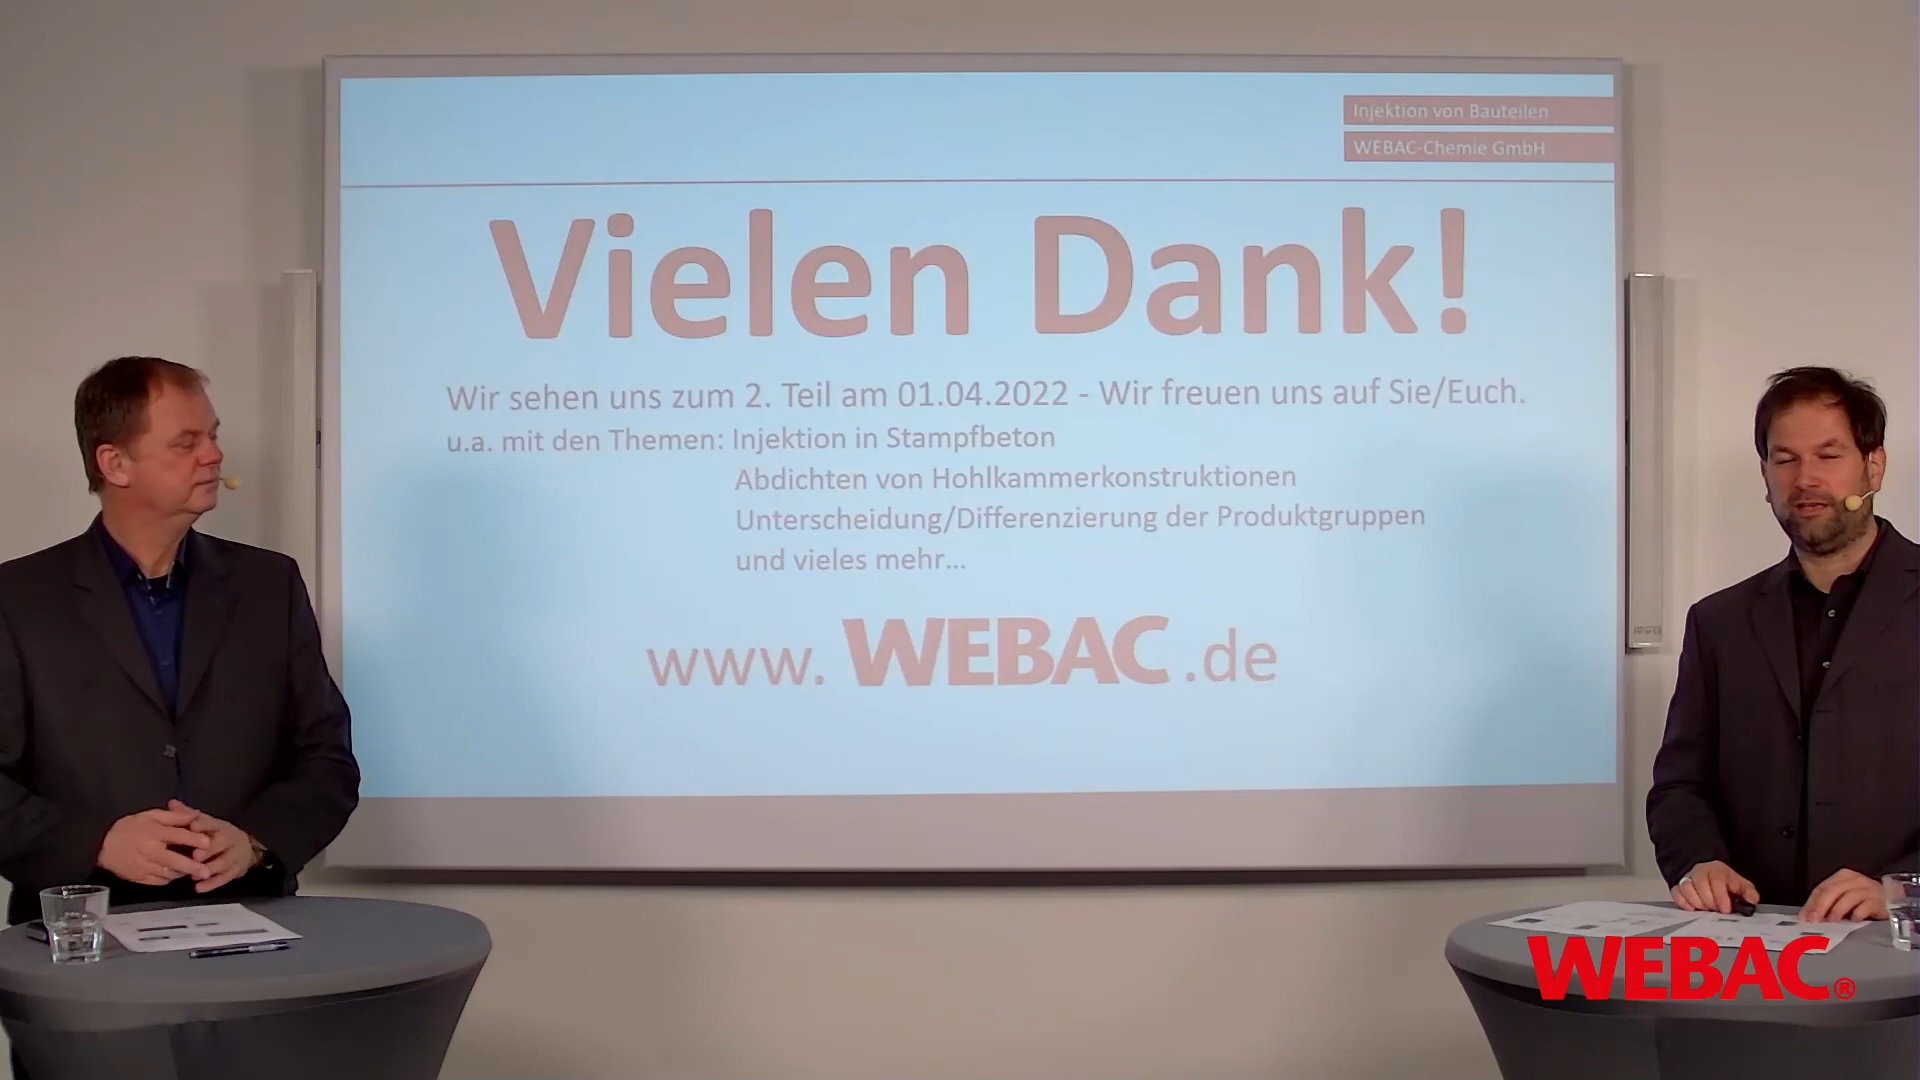 Injektion von Bauteilen
WEBAC-Chemie GmbH
Vielen Dank!
Wir sehen uns zum 2. Teil am 01.04.2022 - Wir freuen uns auf Sie/Euch.
u.a. mit den Themen: Injektion in Stampfbeton
Abdichten von Hohlkammerkonstruktionen
Unterscheidung/Differenzierung der Produktgruppen
und vieles mehr...
www. WEBAC .de
WEBAC®